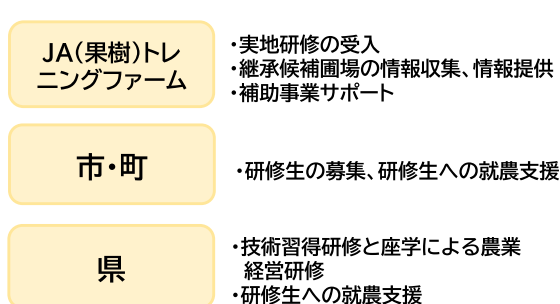 JA(果樹)トレ
ニングファーム
・実地研修の受入
・継承候補圃場の情報収集、情報提供
・補助事業サポート
市・町
・研修生の募集、研修生への就農支援
県
・技術習得研修と座学による農業
経営研修
・研修生への就農支援